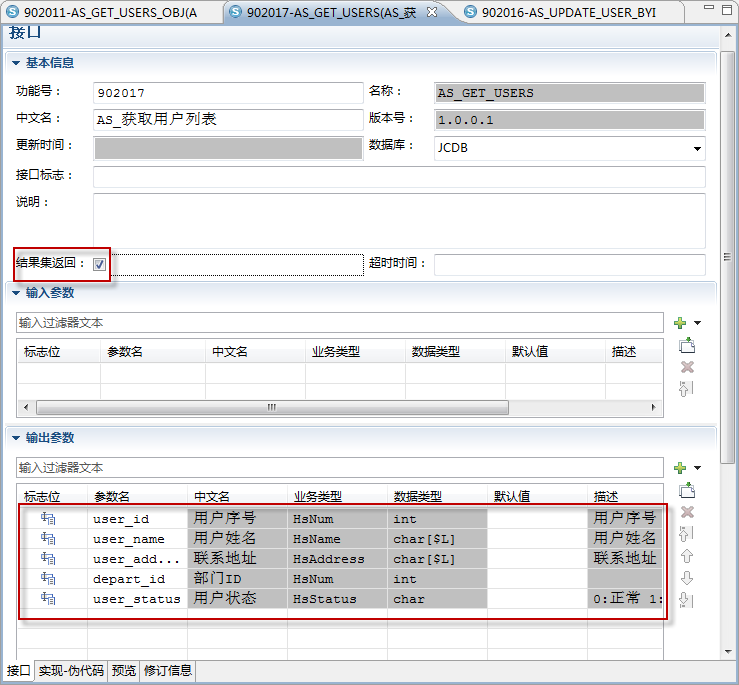 902011-AS_GET_USERS_OBJ(A 902017-AS_GET_USERS(AS_获 902016-AS_UPDATE_USER_BYI
接口
基本信息
功能号： 902017 名称： AS_GET_USERS
中文名： AS_获取用户列表 版本号： 1.0.0.1
更新时间： 数据库： JCDB
接口标志：
说明：
结果集返回： 超时时间：
输入参数
输入过滤器文本
标志位 参数名 中文名 业务类型 数据类型 默认值 描述
输出参数
输入过滤器文本
标志位 参数名 中文名 业务类型 数据类型 默认值 描述
user_id 用户序号 HsNum int 用户序号
user_name 用户姓名 HsName char[$L] 用户姓名
user_add... 联系地址 HsAddress char[$L] 联系地址
depart_id 部门ID HsNum int
user_status 用户状态 HsStatus char 0:正常 1:
接口 实现-伪代码 预览 修订信息